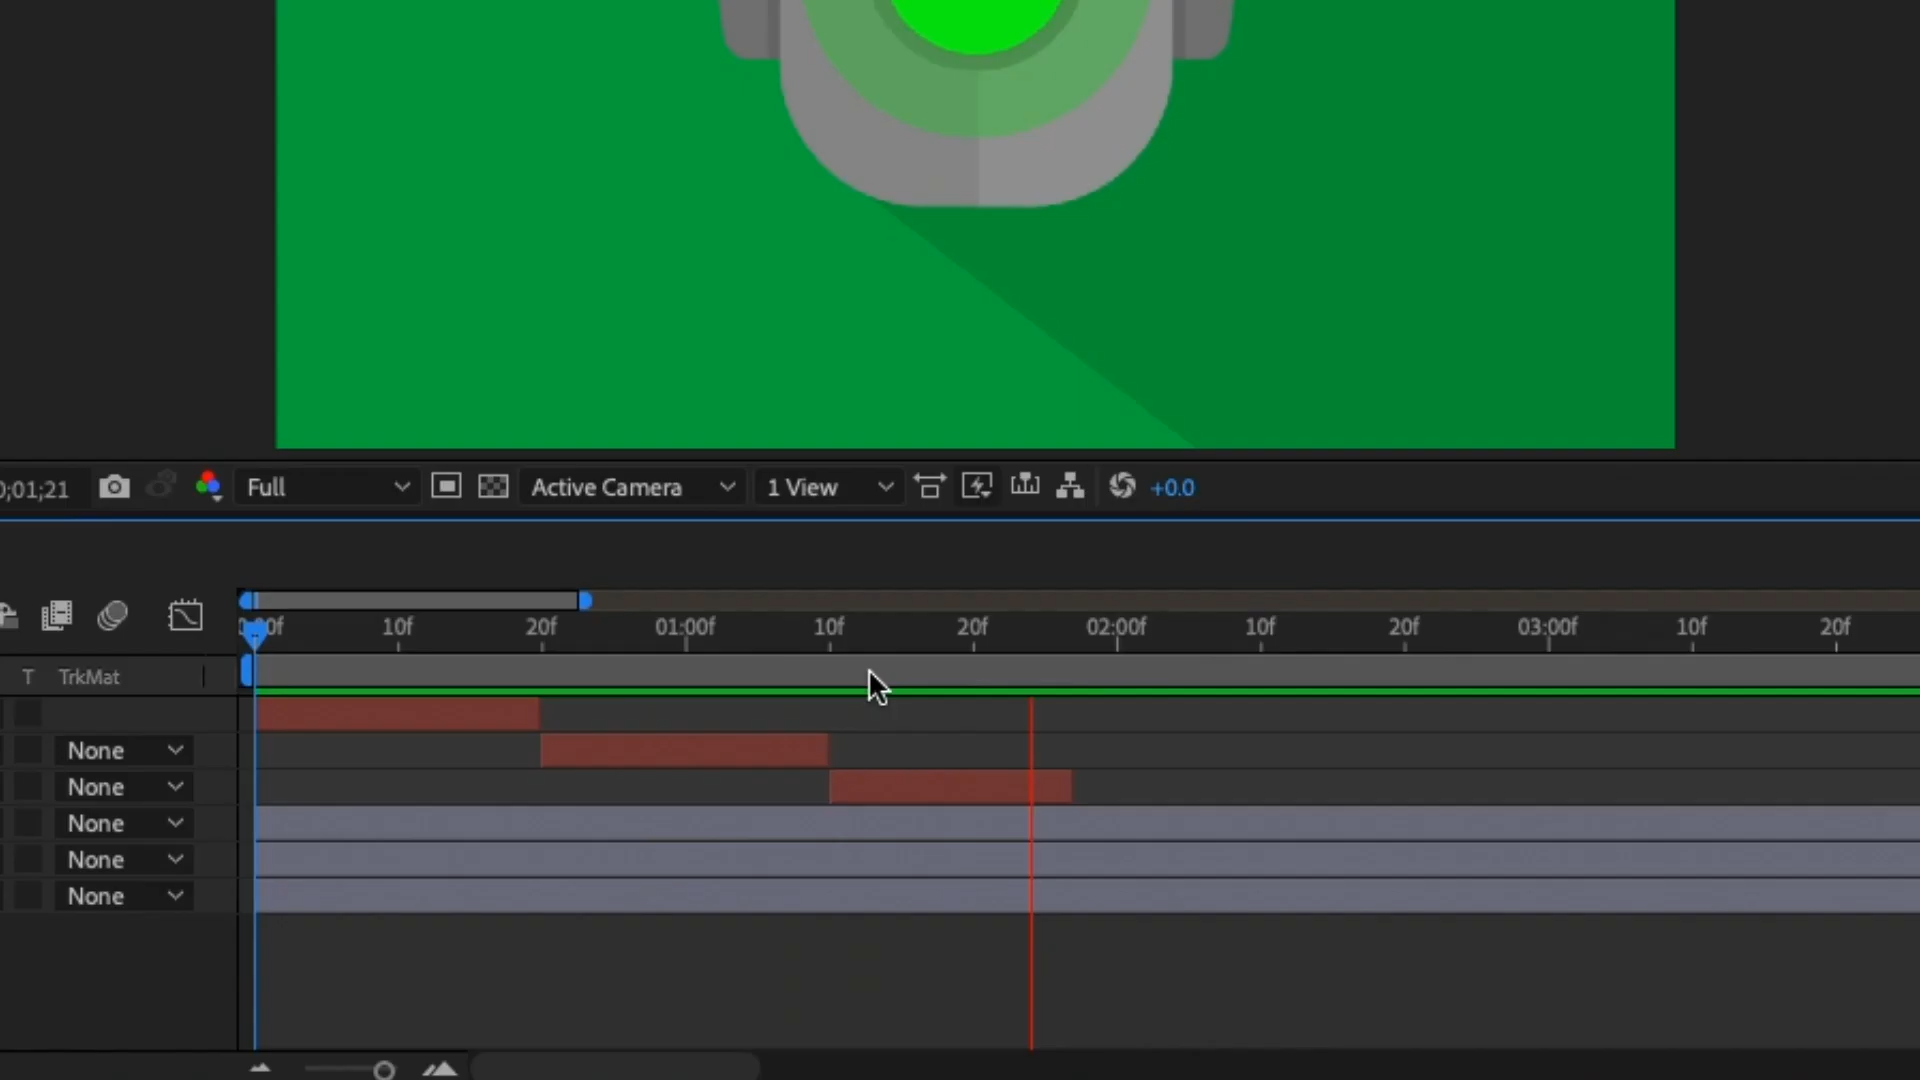 ;01;21 Full Active Camera 1 View +0.0
10f 20f 01:00f 10f 20f 02:00f 10f 20f 03:00f 10f 20f
T TrkMat
None
None
None
None
None